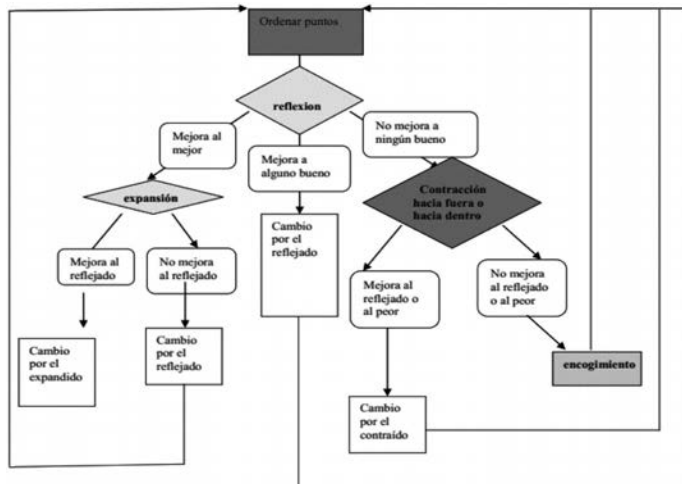 Ordenar puntos
reflexion
Mejora al
mejor
Mejora a
alguno bueno
No mejora a
ningún bueno
expansión
Contracción
hacia fuera o
hacia dentro
Cambio
por el
reflejado
Mejora al
reflejado
No mejora
al reflejado
Mejora al
reflejado o
al peor
No mejora
al reflejado
o al peor
Cambio
por el
expandido
Cambio
por el
reflejado
encogimiento
Cambio
por el
contraído